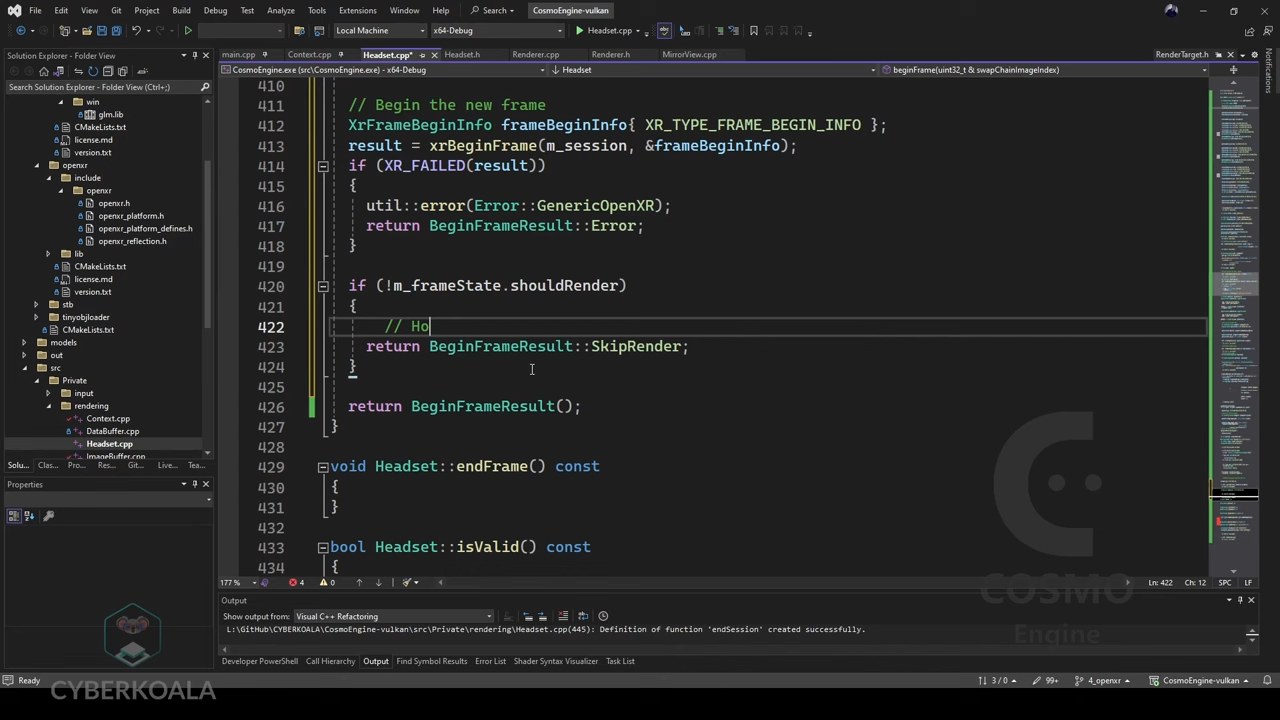 File Edit View Git Project Build Debug Test Analyze Tools Extensions Window Help Search CosmoEngine-vulkan
Local Machine x64-Debug Headset.cpp
Solution Explorer - Folder View
main.cpp Context.cpp Headset.cpp* Headset.h Renderer.cpp Renderer.h MirrorView.cpp RenderTarget.h
CosmoEngine.exe (src\CosmoEngine.exe) - x64-Debug Headset beginFrame(uint32_t & swapChainImageIndex)
Notifications
Search Solution Explorer - Folder View
win
glm.lib
CMakeLists.txt
license.md
version.txt
openxr
include
openxr
openxr.h
openxr_platform.h
openxr_platform_defines.h
openxr_reflection.h
lib
CMakeLists.txt
license.md
version.txt
stb
tinyobjloader
CMakeLists.txt
models
out
src
Private
input
rendering
Context.cpp
DataBuffer.cpp
Headset.cpp
ImageBuffer.cpp
Solu... Clas... Pro... Res... Git... Live... Tea...
Properties
410
411 // Begin the new frame
412 XrFrameBeginInfo frameBeginInfo{ XR_TYPE_FRAME_BEGIN_INFO };
413 result = xrBeginFrame(m_session, &frameBeginInfo);
414 if (XR_FAILED(result))
415 {
416 util::error(Error::GenericOpenXR);
417 return BeginFrameResult::Error;
418 }
419
420 if (!m_frameState.shouldRender)
421 {
422 // Ho
423 return BeginFrameResult::SkipRender;
424 }
425
426 return BeginFrameResult();
427 }
428
429 void Headset::endFrame() const
430 {
431 }
432
433 bool Headset::isValid() const
434 {
177 % 4 0 Ln: 422 Ch: 12 SPC LF
Output
Show output from: Visual C++ Refactoring
L:\GitHub\CYBERKOALA\CosmoEngine-vulkan\src\Private\rendering\Headset.cpp(445): Definition of function 'endSession' created successfully.
Developer PowerShell Call Hierarchy Output Find Symbol Results Error List Shader Syntax Visualizer Task List
Ready 3 / 0 99+ 4_openxr CosmoEngine-vulkan
CYBERKOALA
COSMO
Engine